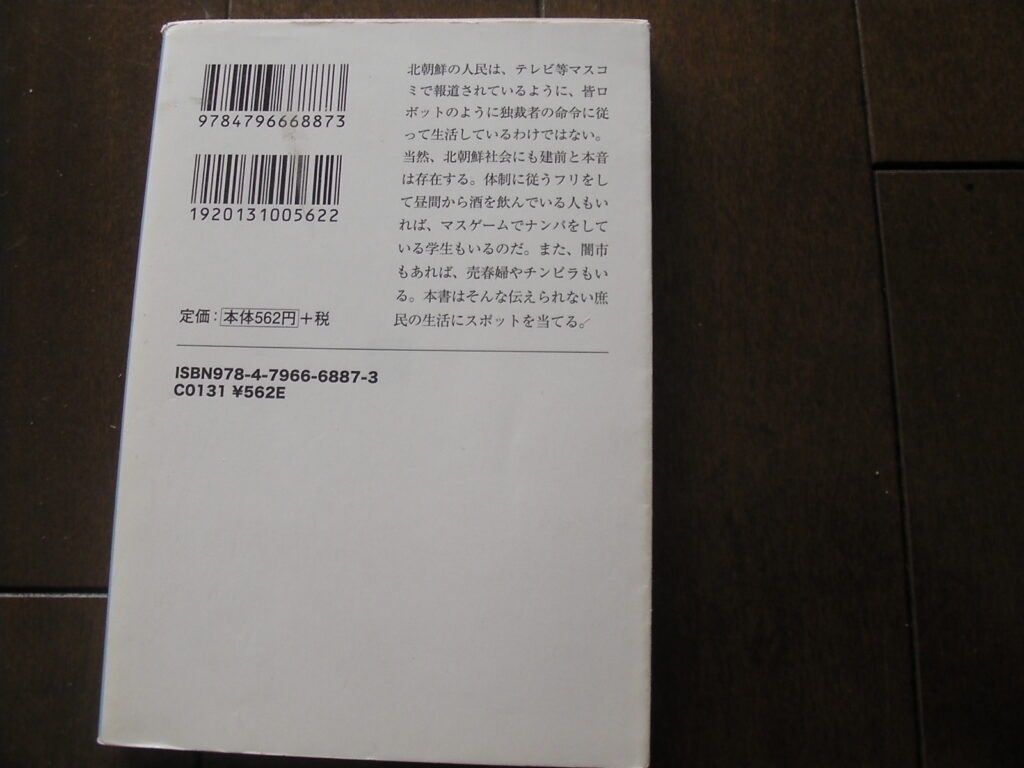 9784796668873
1920131005622
定価:本体562円+税
北朝鮮の人民は、テレビ等マスコ
ミで報道されているように、皆ロ
ボットのように独裁者の命令に従
って生活しているわけではない。
当然、北朝鮮社会にも建前と本音
は存在する。体制に従うフリをし
て昼間から酒を飲んでいる人もい
れば、マスゲームでナンパをして
いる学生もいるのだ。また、闇市
もあれば、売春婦やチンピラもい
る。本書はそんな伝えられない庶
民の生活にスポットを当てる。
ISBN978-4-7966-6887-3
C0131 ¥562E